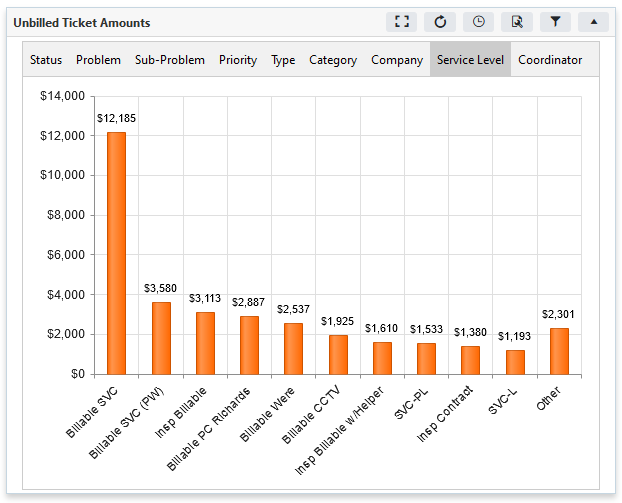 Unbilled Ticket Amounts
Status Problem Sub-Problem Priority Type Category Company Service Level Coordinator
$14,000
$12,000
$10,000
$8,000
$6,000
$4,000
$2,000
$0
$12,185
$3,580
$3,113
$2,887
$2,537
$1,925
$1,610
$1,533
$1,380
$1,193
$2,301
Billable SVC
Billable SVC (PW)
Insp Billable
Billable PC Richards
Billable Were
Billable CCTV
Insp Billable w/Helper
SVC-PL
Insp Contract
SVC-L
Other